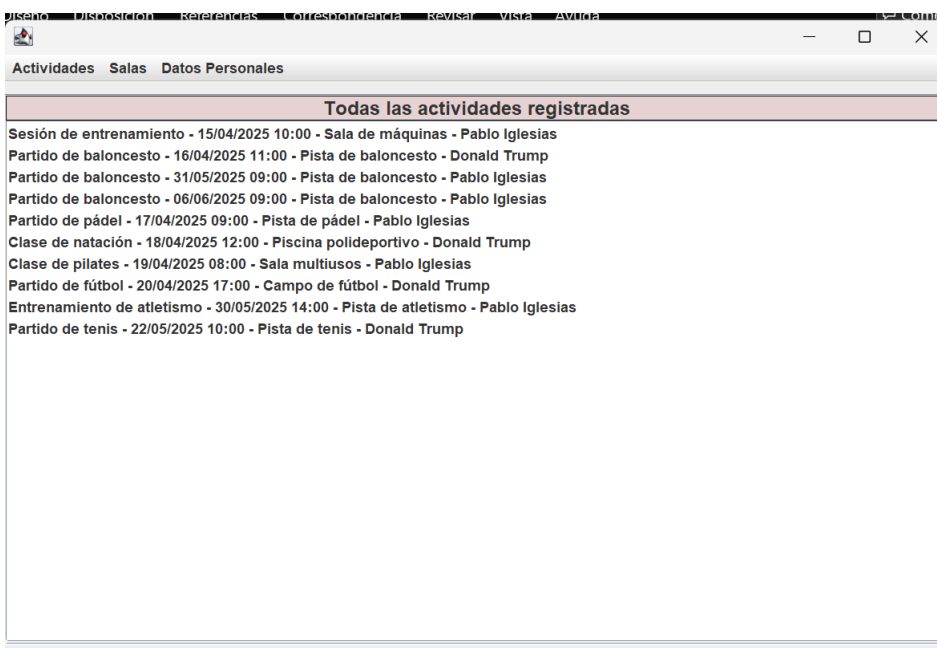 Diseño Disposición Referencias Correspondencia Revisar Vista Ayuda
Actividades Salas Datos Personales
Todas las actividades registradas
Sesión de entrenamiento - 15/04/2025 10:00 - Sala de máquinas - Pablo Iglesias
Partido de baloncesto - 16/04/2025 11:00 - Pista de baloncesto - Donald Trump
Partido de baloncesto - 31/05/2025 09:00 - Pista de baloncesto - Pablo Iglesias
Partido de baloncesto - 06/06/2025 09:00 - Pista de baloncesto - Pablo Iglesias
Partido de pádel - 17/04/2025 09:00 - Pista de pádel - Pablo Iglesias
Clase de natación - 18/04/2025 12:00 - Piscina polideportivo - Donald Trump
Clase de pilates - 19/04/2025 08:00 - Sala multiusos - Pablo Iglesias
Partido de fútbol - 20/04/2025 17:00 - Campo de fútbol - Donald Trump
Entrenamiento de atletismo - 30/05/2025 14:00 - Pista de atletismo - Pablo Iglesias
Partido de tenis - 22/05/2025 10:00 - Pista de tenis - Donald Trump